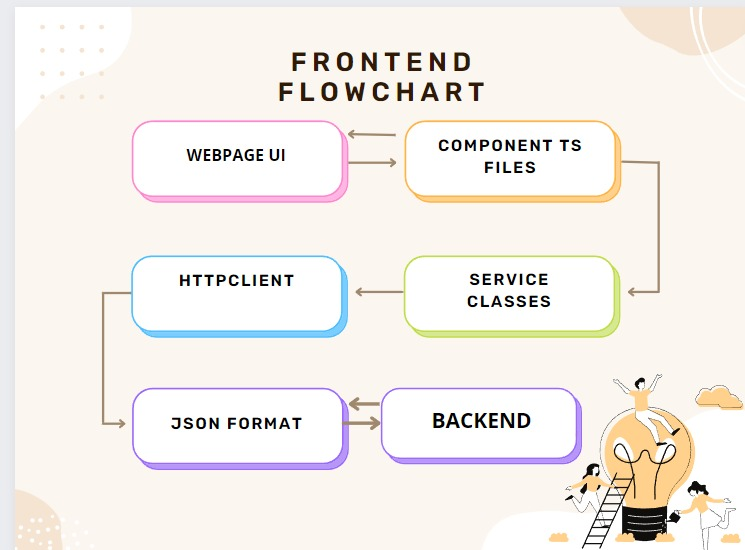 FRONTEND
FLOWCHART
WEBPAGE UI
COMPONENT TS
FILES
HTTPCLIENT
SERVICE
CLASSES
JSON FORMAT
BACKEND